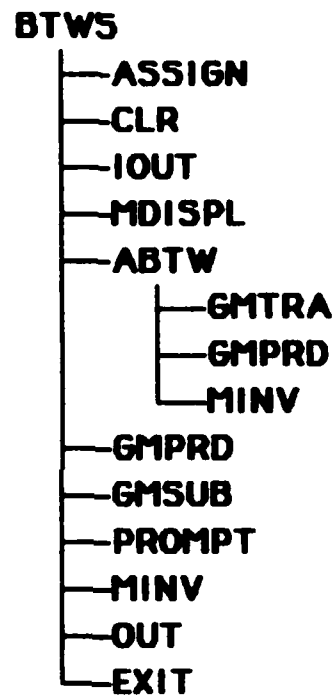 BTW5
ASSIGN
CLR
IOUT
MDISPL
ABTW
GMTRA
GMPRD
MINV
GMPRD
GMSUB
PROMPT
MINV
OUT
EXIT